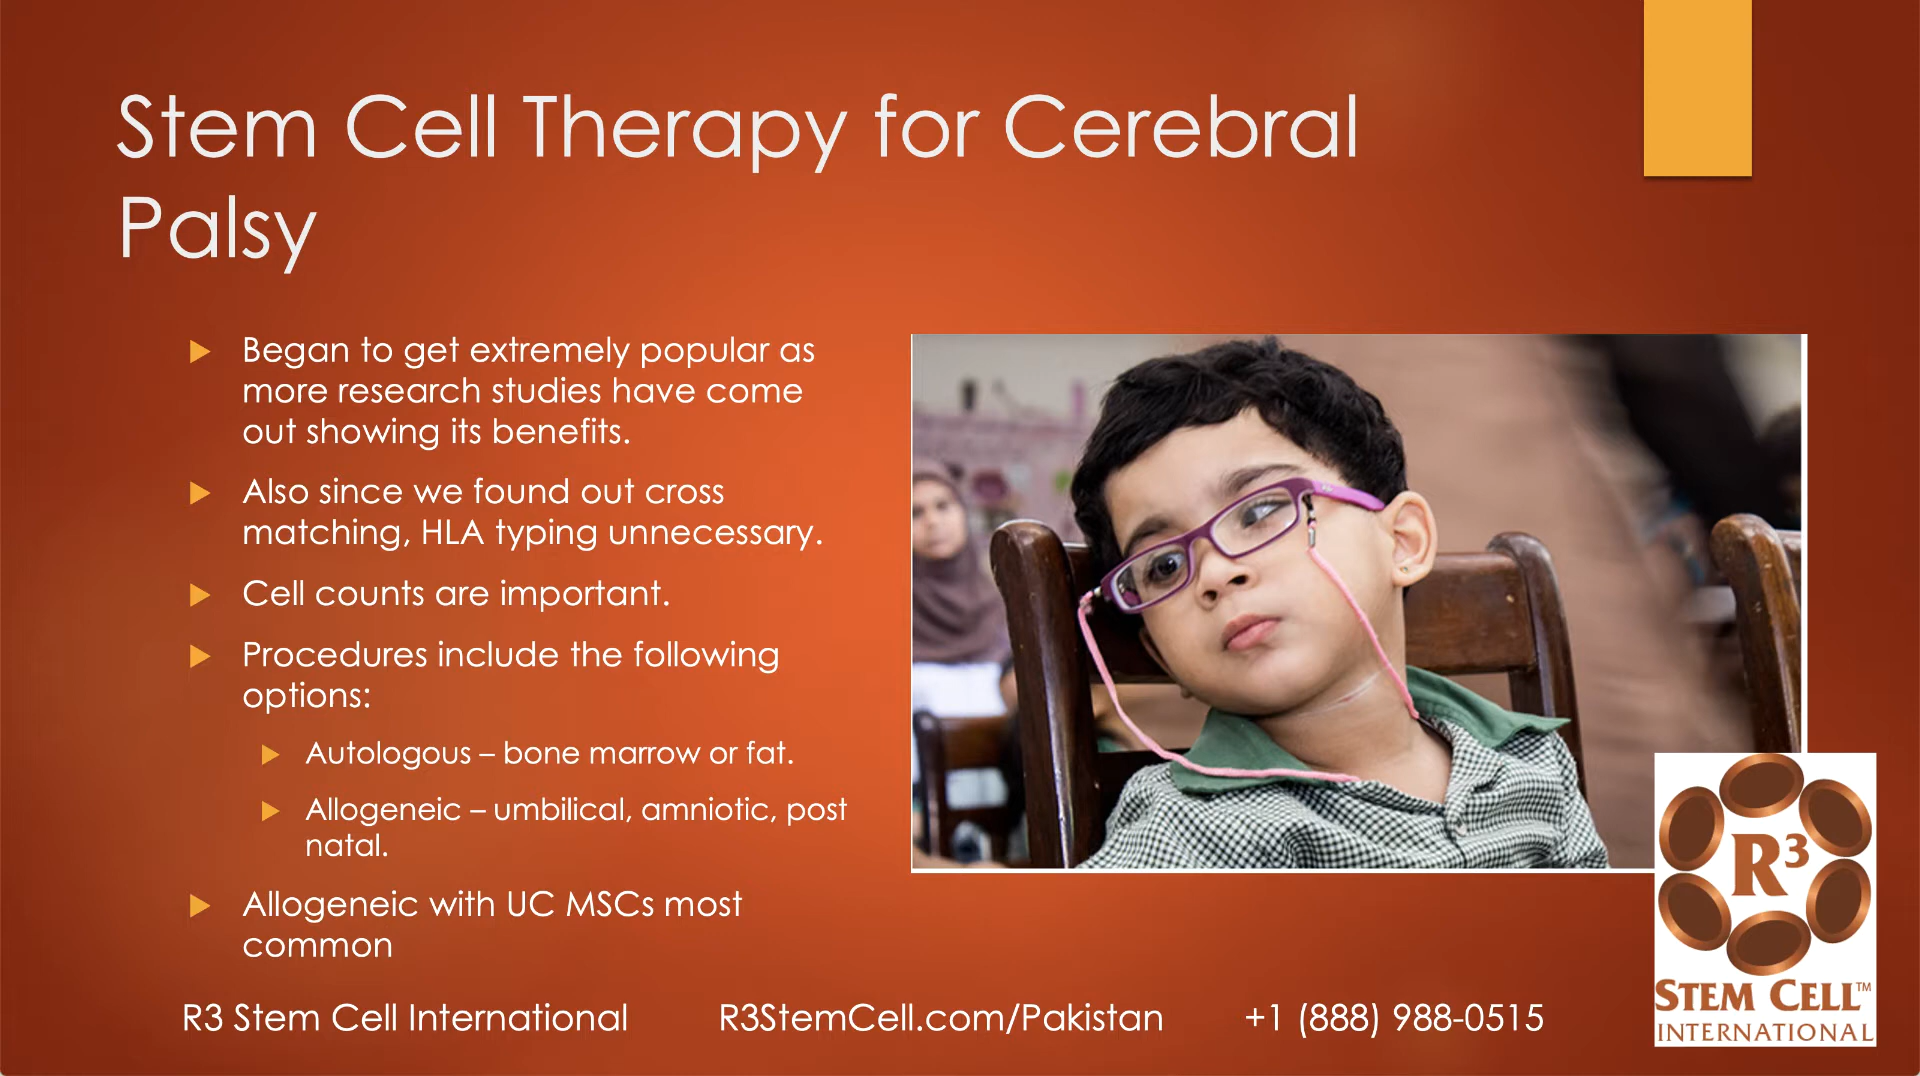 Stem Cell Therapy for Cerebral
Palsy
Began to get extremely popular as
more research studies have come
out showing its benefits.
Also since we found out cross
matching, HLA typing unnecessary.
Cell counts are important.
Procedures include the following
options:
Autologous – bone marrow or fat.
Allogeneic – umbilical, amniotic, post
natal.
Allogeneic with UC MSCs most
common
R3 Stem Cell International R3StemCell.com/Pakistan +1 (888) 988-0515
R³
STEM CELL™
INTERNATIONAL